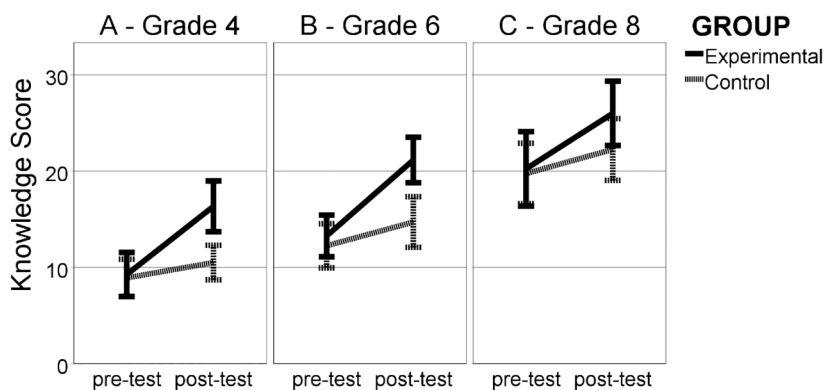 A - Grade 4
B - Grade 6
C - Grade 8
GROUP
Experimental
Control
Knowledge Score
30
20
10
0
pre-test post-test
pre-test post-test
pre-test post-test